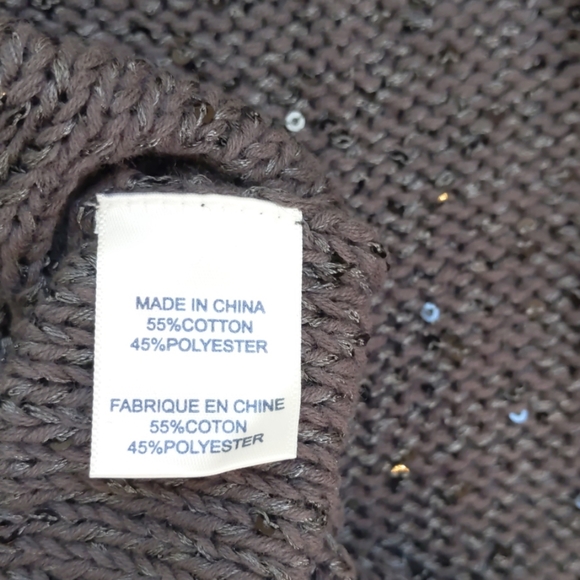 MADE IN CHINA
55%COTTON
45%POLYESTER
FABRIQUE EN CHINE
55%COTON
45%POLYESTER